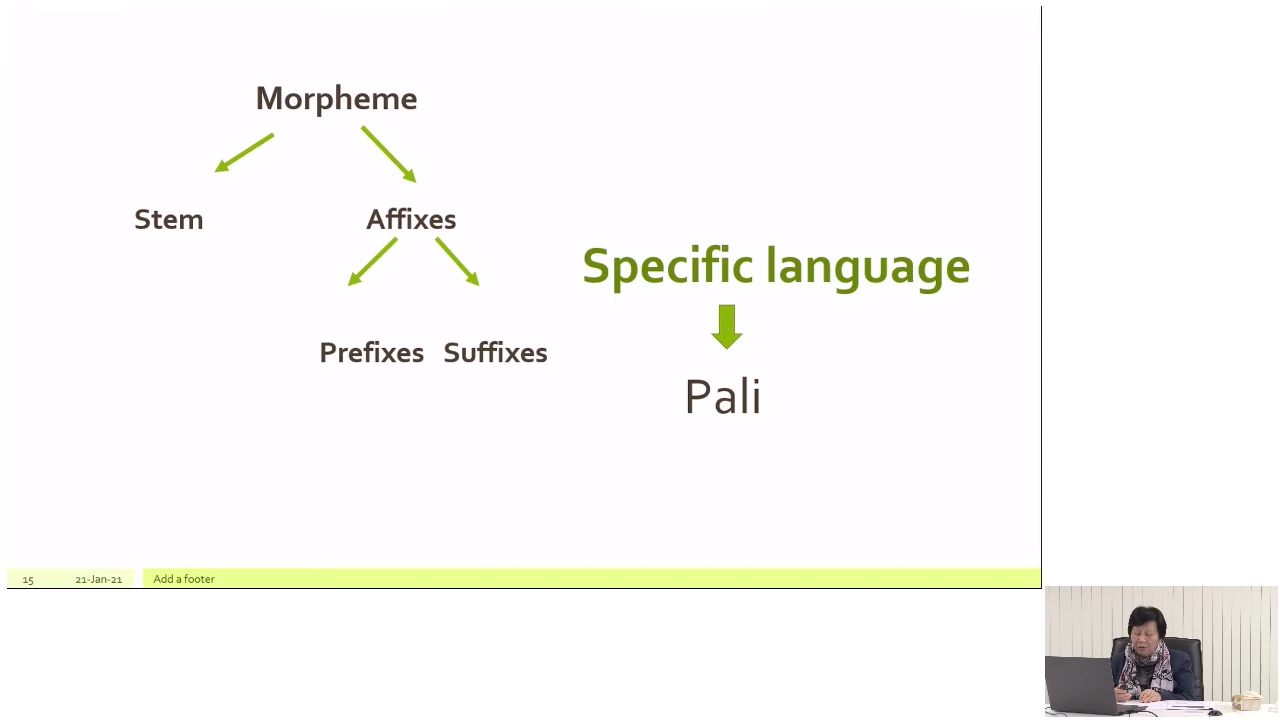 Morpheme
Stem
Affixes
Prefixes
Suffixes
Specific language
Pali
15
21-Jan-21
Add a footer